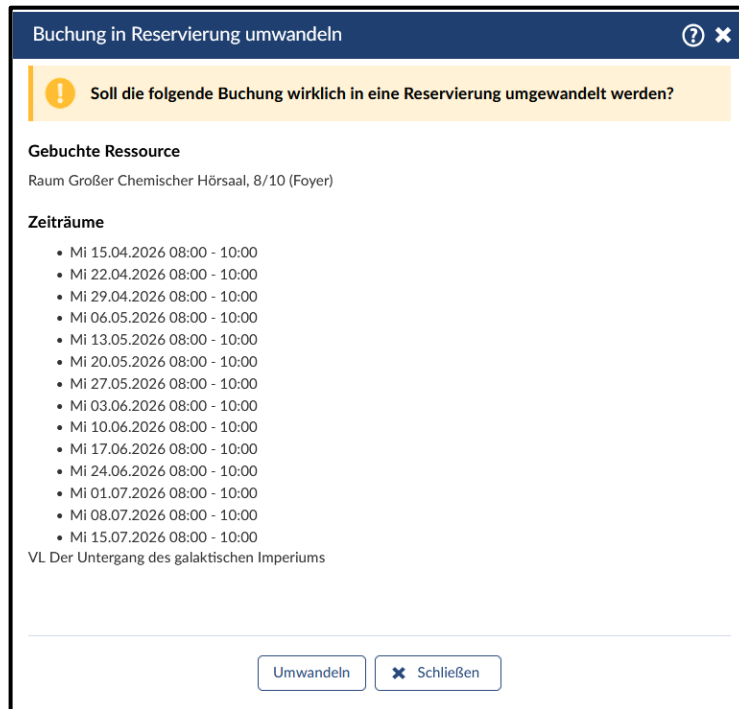 Buchung in Reservierung umwandeln
Soll die folgende Buchung wirklich in eine Reservierung umgewandelt werden?
Gebuchte Ressource
Raum Großer Chemischer Hörsaal, 8/10 (Foyer)
Zeiträume
• Mi 15.04.2026 08:00 - 10:00
• Mi 22.04.2026 08:00 - 10:00
• Mi 29.04.2026 08:00 - 10:00
• Mi 06.05.2026 08:00 - 10:00
• Mi 13.05.2026 08:00 - 10:00
• Mi 20.05.2026 08:00 - 10:00
• Mi 27.05.2026 08:00 - 10:00
• Mi 03.06.2026 08:00 - 10:00
• Mi 10.06.2026 08:00 - 10:00
• Mi 17.06.2026 08:00 - 10:00
• Mi 24.06.2026 08:00 - 10:00
• Mi 01.07.2026 08:00 - 10:00
• Mi 08.07.2026 08:00 - 10:00
• Mi 15.07.2026 08:00 - 10:00
VL Der Untergang des galaktischen Imperiums
Umwandeln Schließen